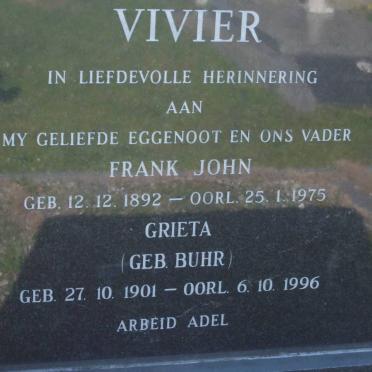 VIVIER
IN LIEFDEVOLLE HERINNERING
AAN
MY GELIEFDE EGGENOOT EN ONS VADER
FRANK JOHN
GEB. 12. 12. 1892 — OORL. 25. 1. 1975
GRIETA
(GEB. BUHR)
GEB. 27. 10. 1901 — OORL. 6. 10. 1996
ARBEID ADEL